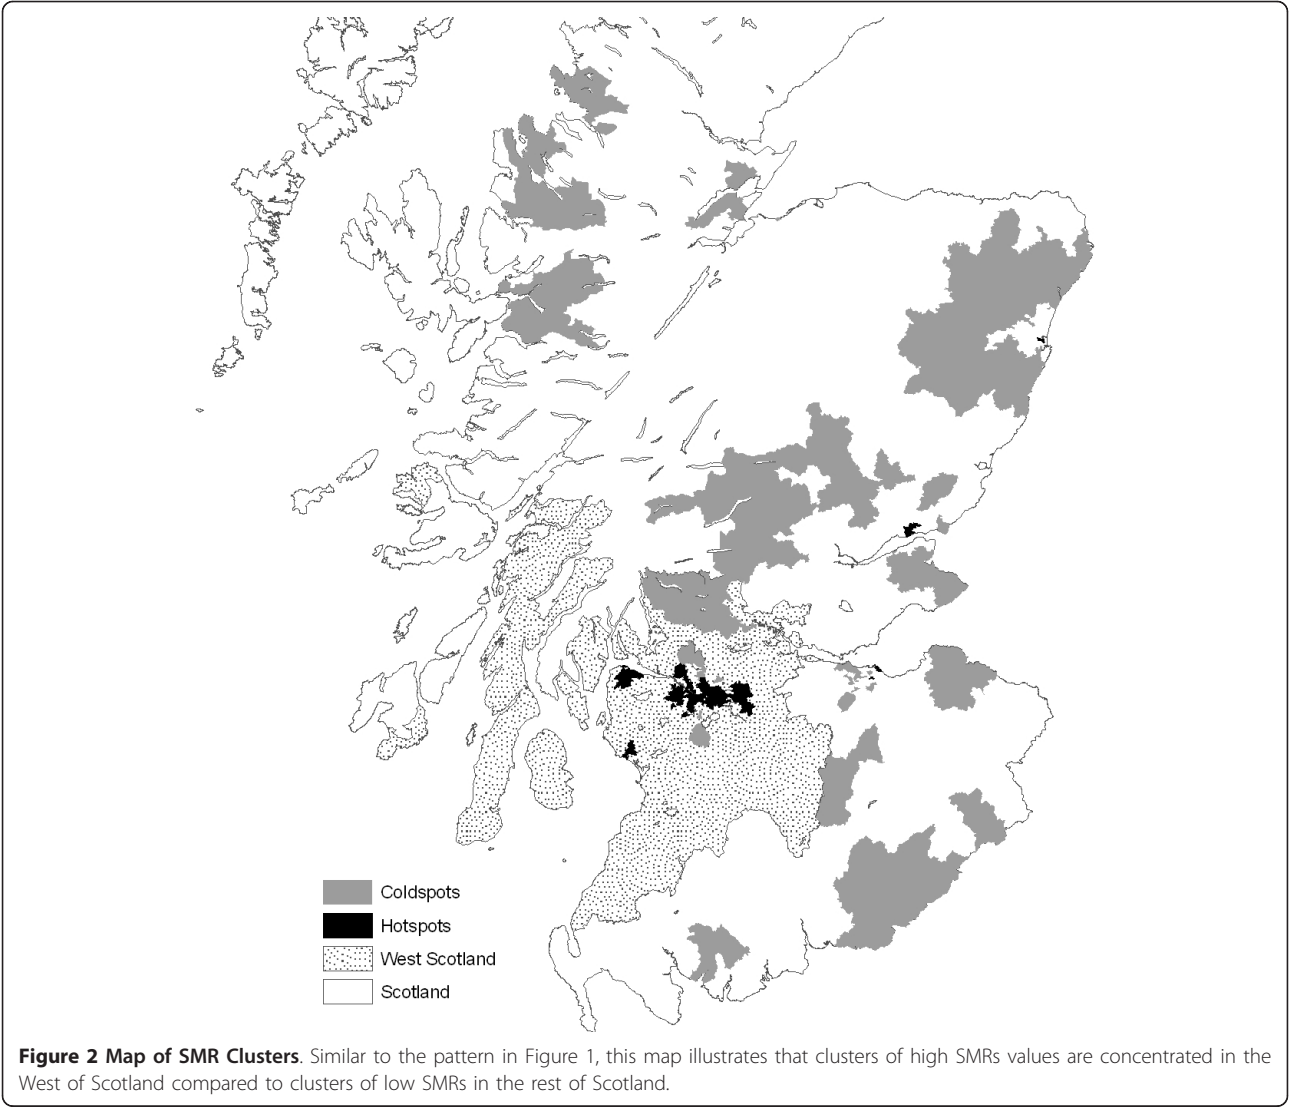 Coldspots
Hotspots
West Scotland
Scotland
Figure 2 Map of SMR Clusters. Similar to the pattern in Figure 1, this map illustrates that clusters of high SMRs values are concentrated in the
West of Scotland compared to clusters of low SMRs in the rest of Scotland.